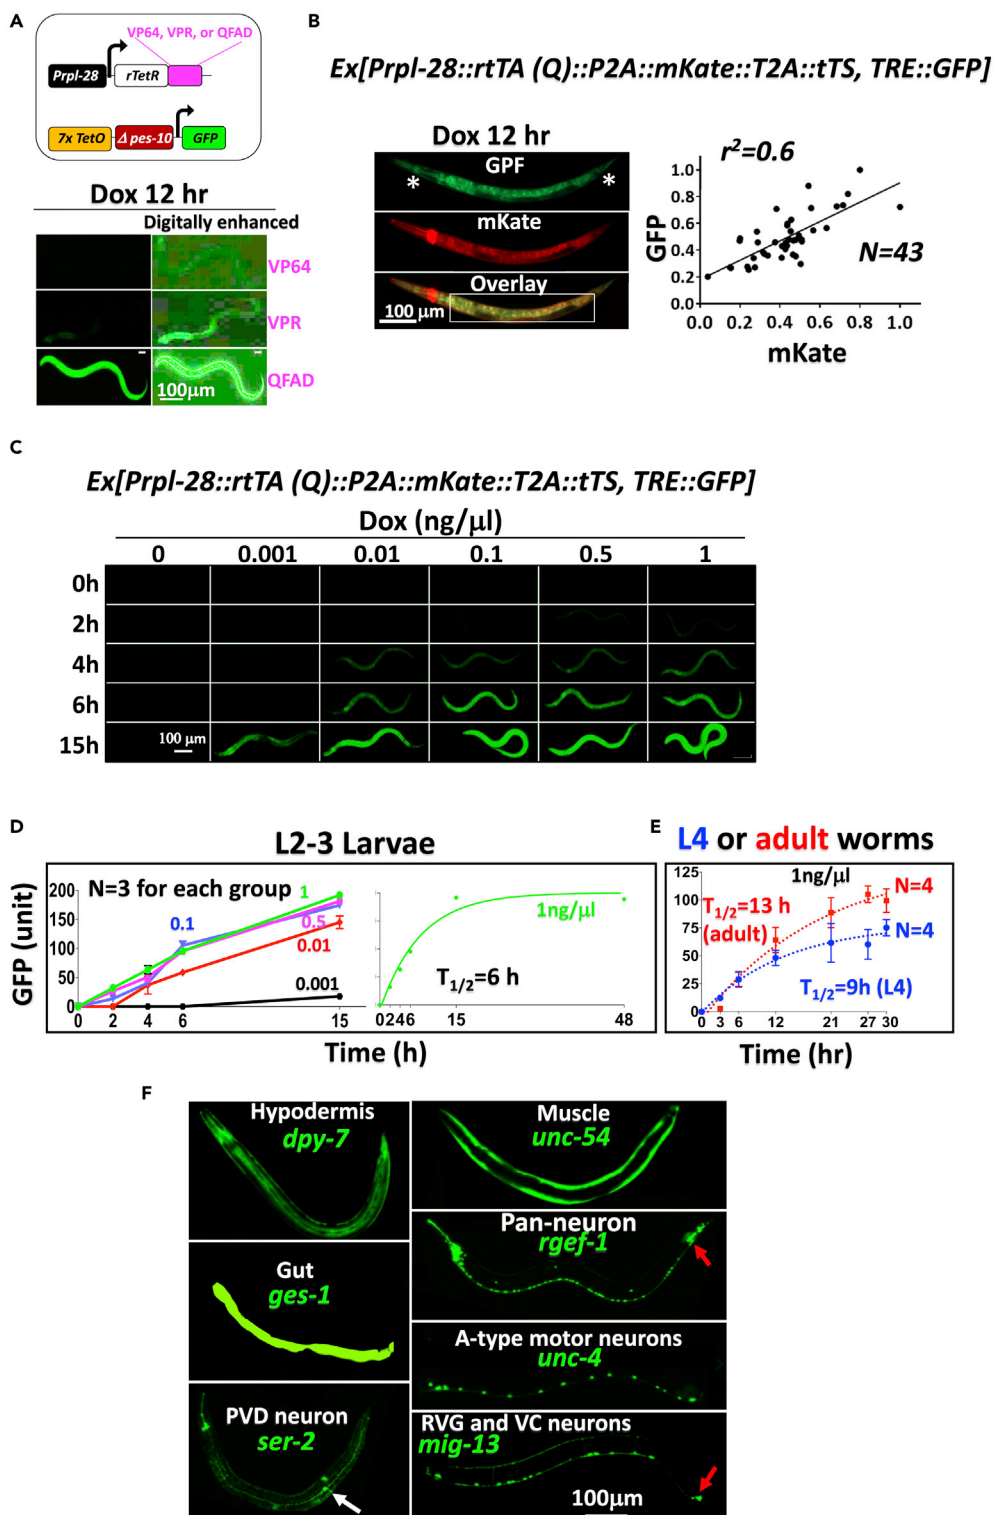 A
VP64, VPR, or QFAD
Prpl-28 rTetR
7x TetO Δ pes-10 GFP
Dox 12 hr
Digitally enhanced
VP64
VPR
QFAD
100μm
B
Ex[Prpl-28::rtTA (Q)::P2A::mKate::T2A::tTS, TRE::GFP]
Dox 12 hr
GPF
* *
mKate
Overlay
100 μm
r²=0.6
GFP
1.0
0.8
0.6
0.4
0.2
0.0
N=43
0.0 0.2 0.4 0.6 0.8 1.0
mKate
C
Ex[Prpl-28::rtTA (Q)::P2A::mKate::T2A::tTS, TRE::GFP]
Dox (ng/μl)
0 0.001 0.01 0.1 0.5 1
0h
2h
4h
6h
15h
100 μm
D
L2-3 Larvae
GFP (unit)
200
150
100
50
0
N=3 for each group
1
0.1
0.5
0.01
0.001
0 2 4 6 15
1ng/μl
T1/2=6 h
0246 15 48
Time (h)
E
L4 or adult worms
125
100
75
50
25
0
1ng/μl
N=4
T1/2=13 h
(adult)
N=4
T1/2=9h (L4)
0 3 6 12 21 27 30
Time (hr)
F
Hypodermis
dpy-7
Muscle
unc-54
Pan-neuron
rgef-1
Gut
ges-1
A-type motor neurons
unc-4
PVD neuron
ser-2
RVG and VC neurons
mig-13
100μm